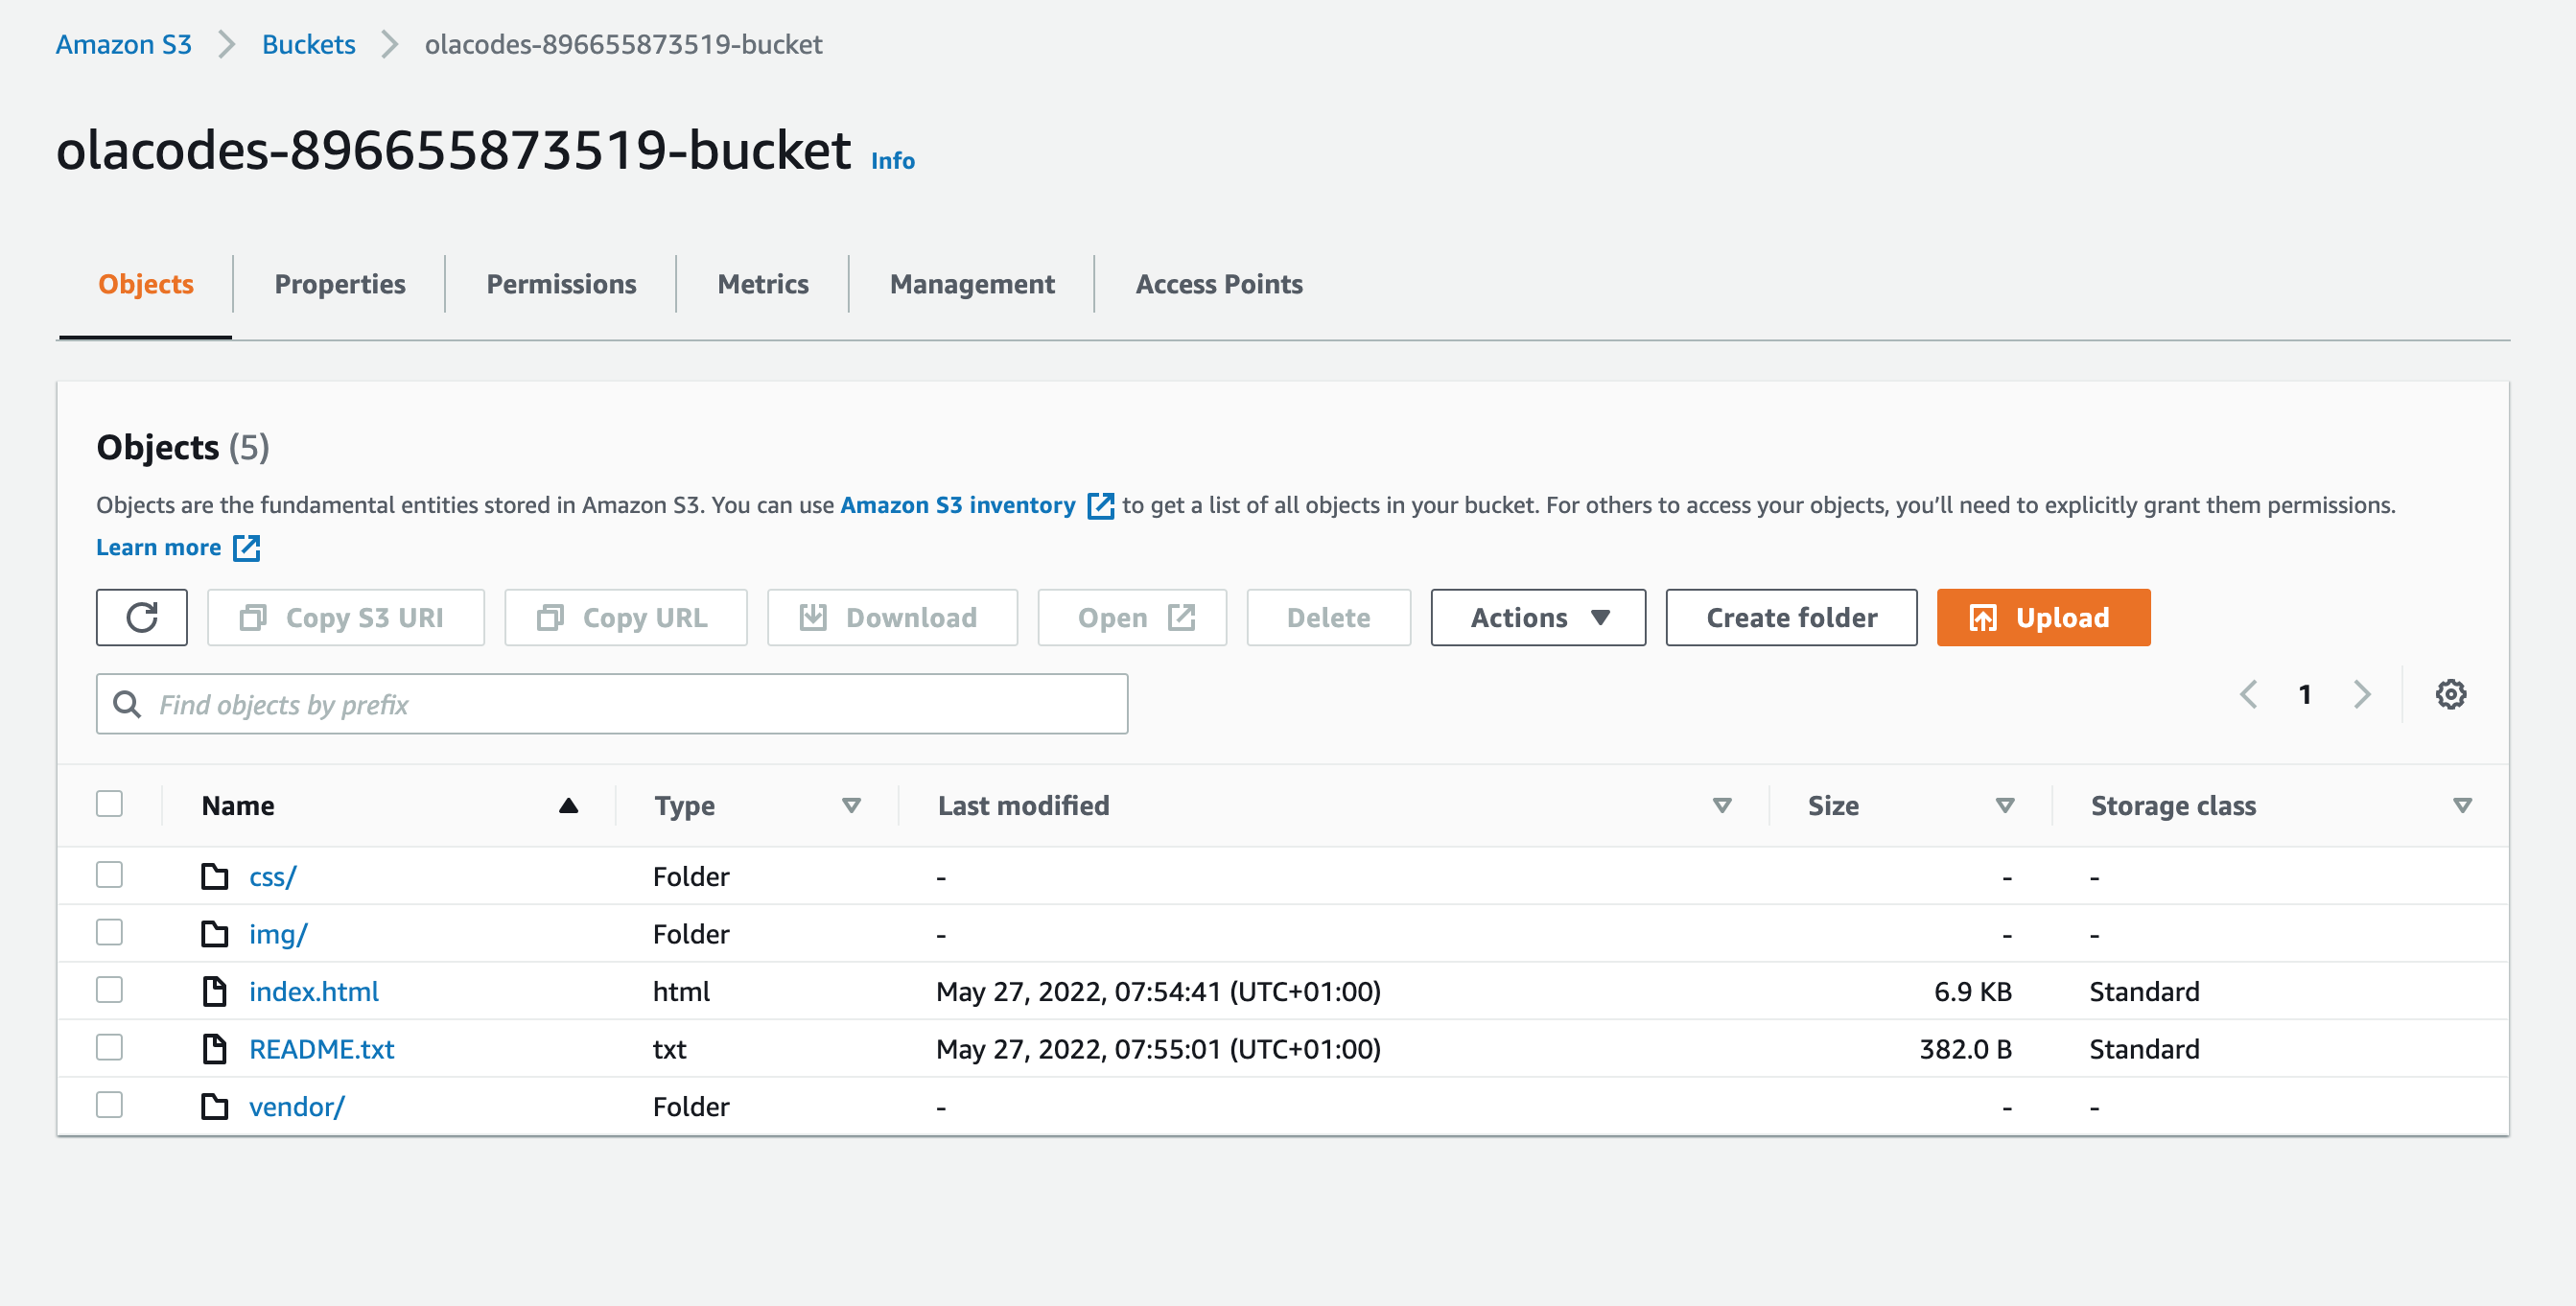 Amazon S3 Buckets olacodes-896655873519-bucket
olacodes-896655873519-bucket Info
Objects Properties Permissions Metrics Management Access Points
Objects (5)
Objects are the fundamental entities stored in Amazon S3. You can use Amazon S3 inventory to get a list of all objects in your bucket. For others to access your objects, you’ll need to explicitly grant them permissions.
Learn more
Copy S3 URI Copy URL Download Open Delete Actions Create folder Upload
Find objects by prefix 1
Name Type Last modified Size Storage class
css/ Folder - - -
img/ Folder - - -
index.html html May 27, 2022, 07:54:41 (UTC+01:00) 6.9 KB Standard
README.txt txt May 27, 2022, 07:55:01 (UTC+01:00) 382.0 B Standard
vendor/ Folder - - -